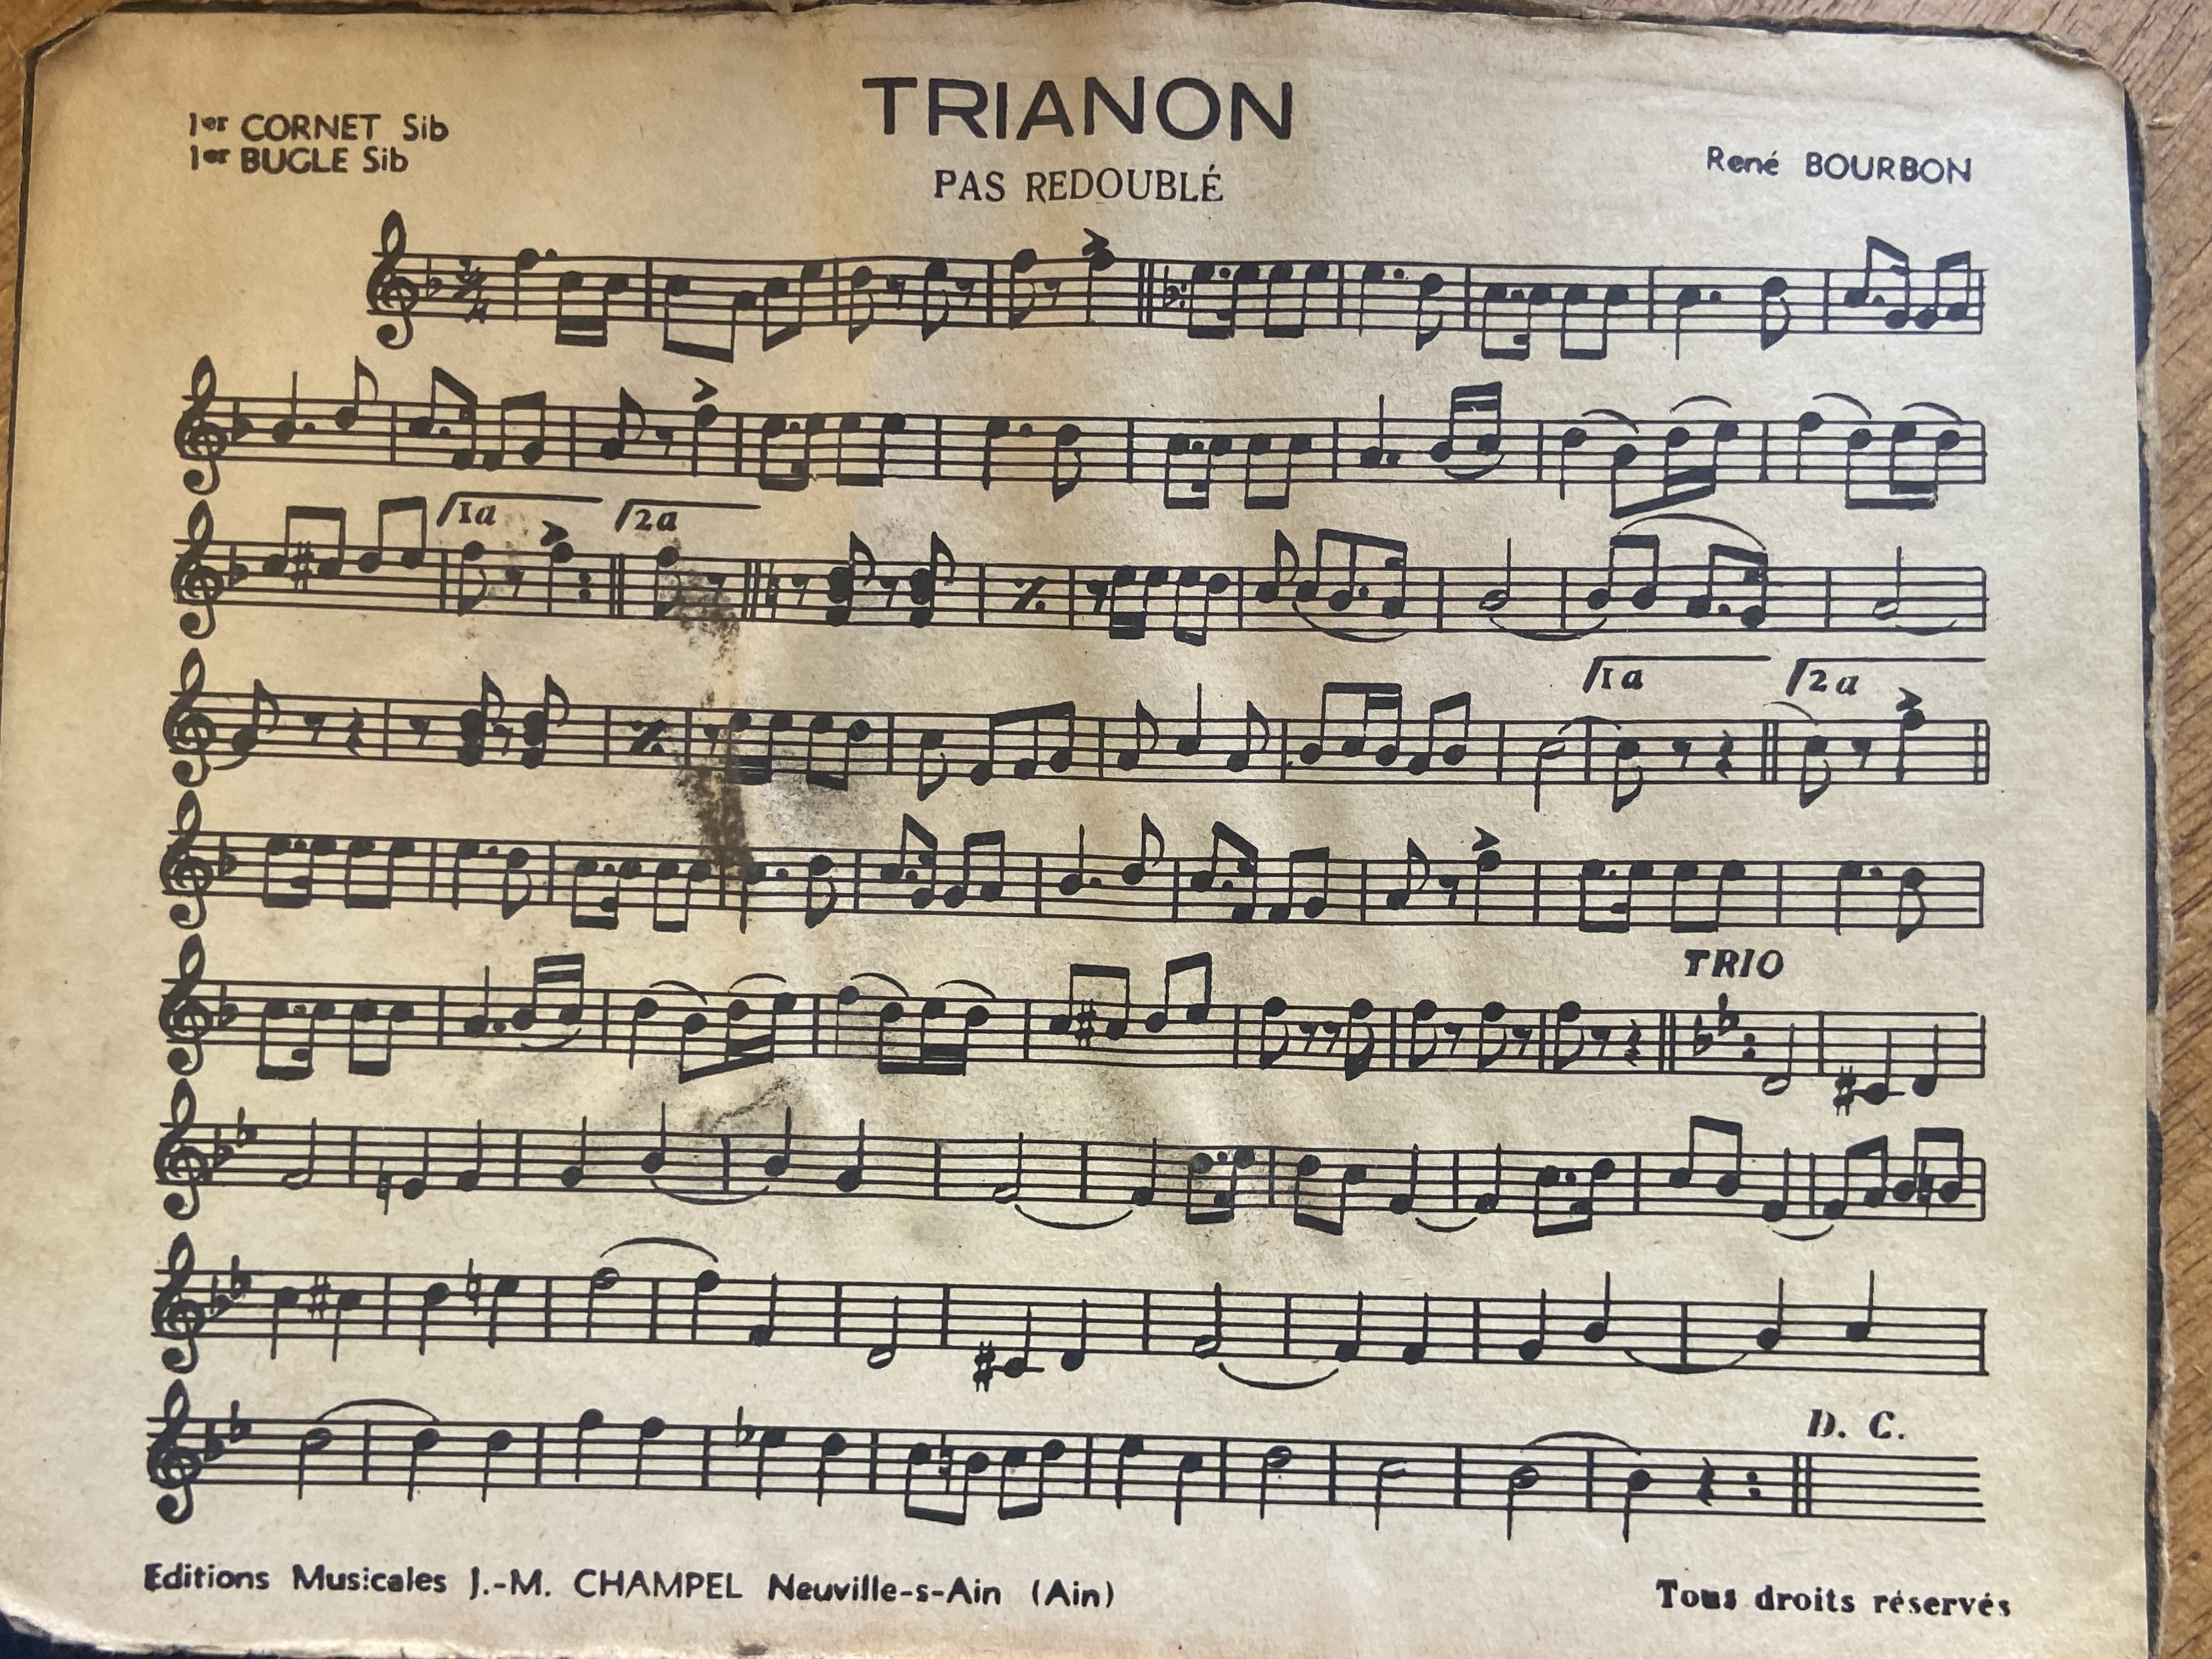 TRIANON
1er CORNET Sib
1er BUGLE Sib
PAS REDOUBLÉ
René BOURBON
1a
2a
1a
2a
TRIO
D. C.
Editions Musicales J.-M. CHAMPEL Neuville-s-Ain (Ain)
Tous droits réservés